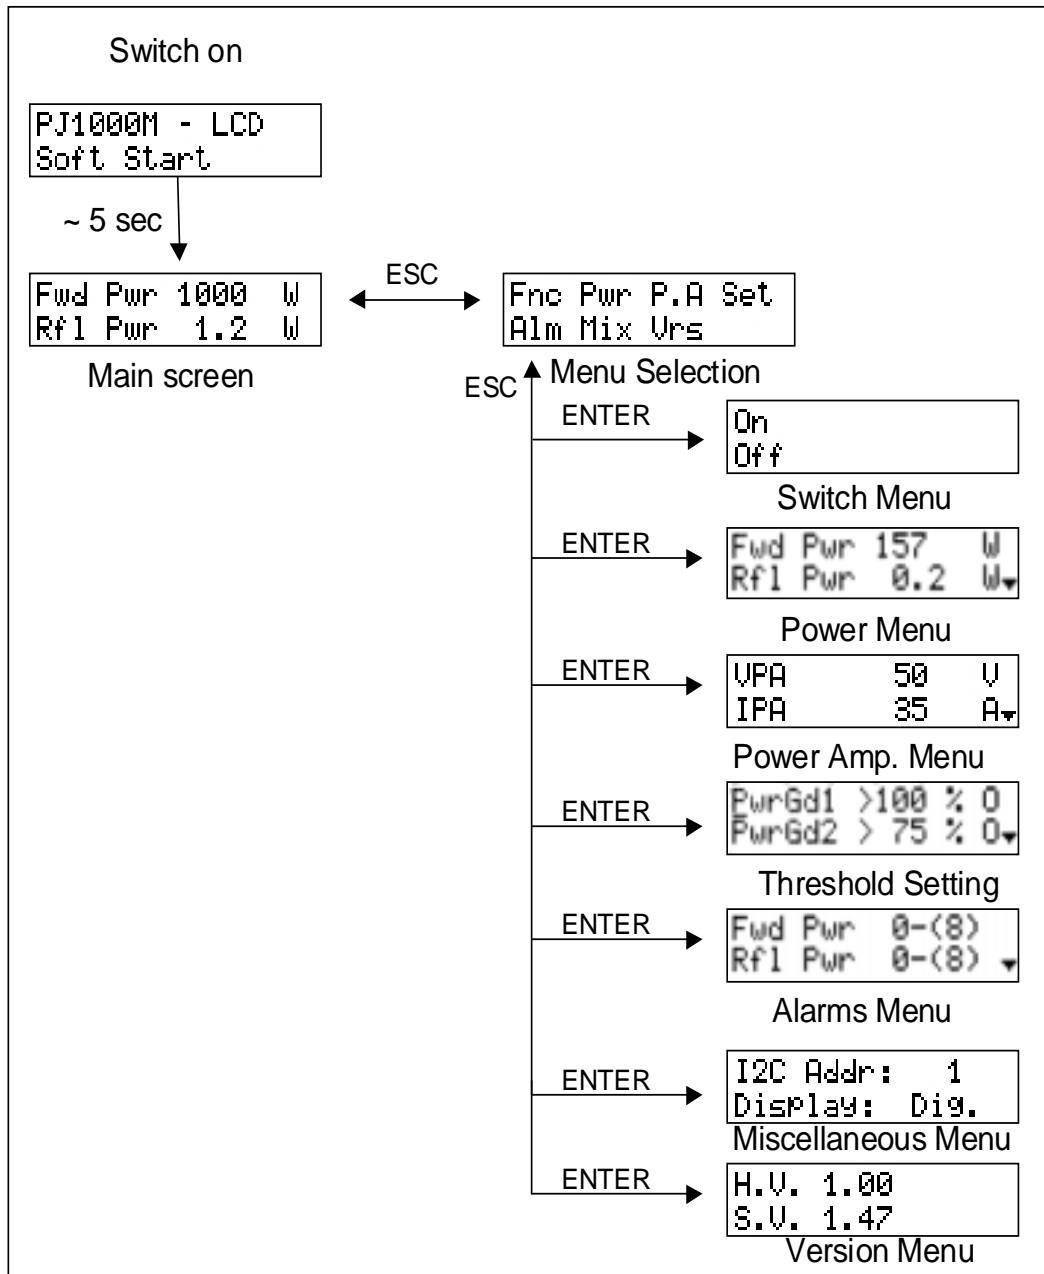 Switch on
PJ1000M - LCD
Soft Start
~ 5 sec
Fwd Pwr 1000 W
Rfl Pwr 1.2 W
Main screen
ESC
Fnc Pwr P.A Set
Alm Mix Vrs
Menu Selection
ESC
ENTER
On
Off
Switch Menu
ENTER
Fwd Pwr 157 W
Rfl Pwr 0.2 W
Power Menu
ENTER
VPA 50 V
IPA 35 A
Power Amp. Menu
ENTER
PwrGd1 >100 % O
PwrGd2 > 75 % O
Threshold Setting
ENTER
Fwd Pwr 0-(8)
Rfl Pwr 0-(8)
Alarms Menu
ENTER
I2C Addr: 1
Display: Dig.
Miscellaneous Menu
ENTER
H.V. 1.00
S.V. 1.47
Version Menu